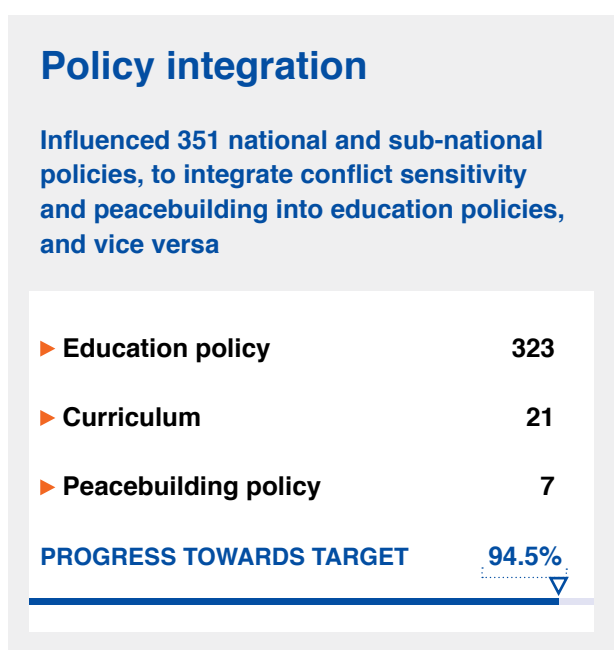 Policy integration
Influenced 351 national and sub-national
policies, to integrate conflict sensitivity
and peacebuilding into education policies,
and vice versa
Education policy 323
Curriculum 21
Peacebuilding policy 7
PROGRESS TOWARDS TARGET 94.5%